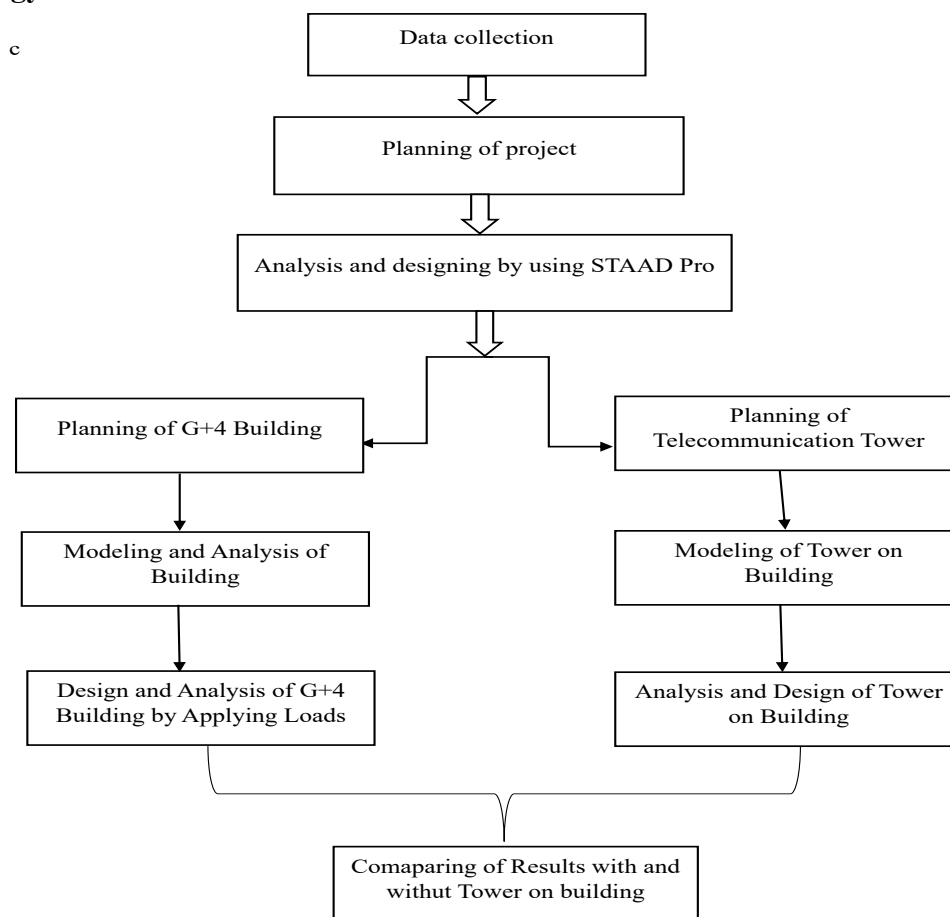 gy
c
Data collection
Planning of project
Analysis and designing by using STAAD Pro
Planning of G+4 Building
Planning of
Telecommunication Tower
Modeling and Analysis of
Building
Modeling of Tower on
Building
Design and Analysis of G+4
Building by Applying Loads
Analysis and Design of Tower
on Building
Comaparing of Results with and
withut Tower on building